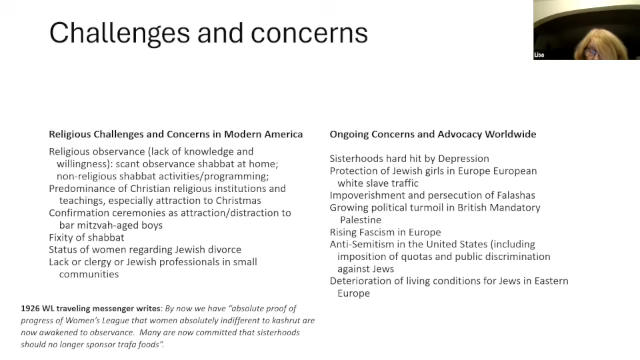 Challenges and concerns
Lise
Religious Challenges and Concerns in Modern America
Religious observance (lack of knowledge and
willingness): scant observance shabbat at home;
non-religious shabbat activities/programming;
Predominance of Christian religious institutions and
teachings, especially attraction to Christmas
Confirmation ceremonies as attraction/distraction to
bar mitzvah-aged boys
Fixity of shabbat
Status of women regarding Jewish divorce
Lack or clergy or Jewish professionals in small
communities
Ongoing Concerns and Advocacy Worldwide
Sisterhoods hard hit by Depression
Protection of Jewish girls in Europe European
white slave traffic
Impoverishment and persecution of Falashas
Growing political turmoil in British Mandatory
Palestine
Rising Fascism in Europe
Anti-Semitism in the United States (including
imposition of quotas and public discrimination
against Jews
Deterioration of living conditions for Jews in Eastern
Europe
1926 WL traveling messenger writes: By now we have “absolute proof of
progress of Women’s League that women absolutely indifferent to kashrut are
now awakened to observance. Many are now committed that sisterhoods
should no longer sponsor trafa foods”.